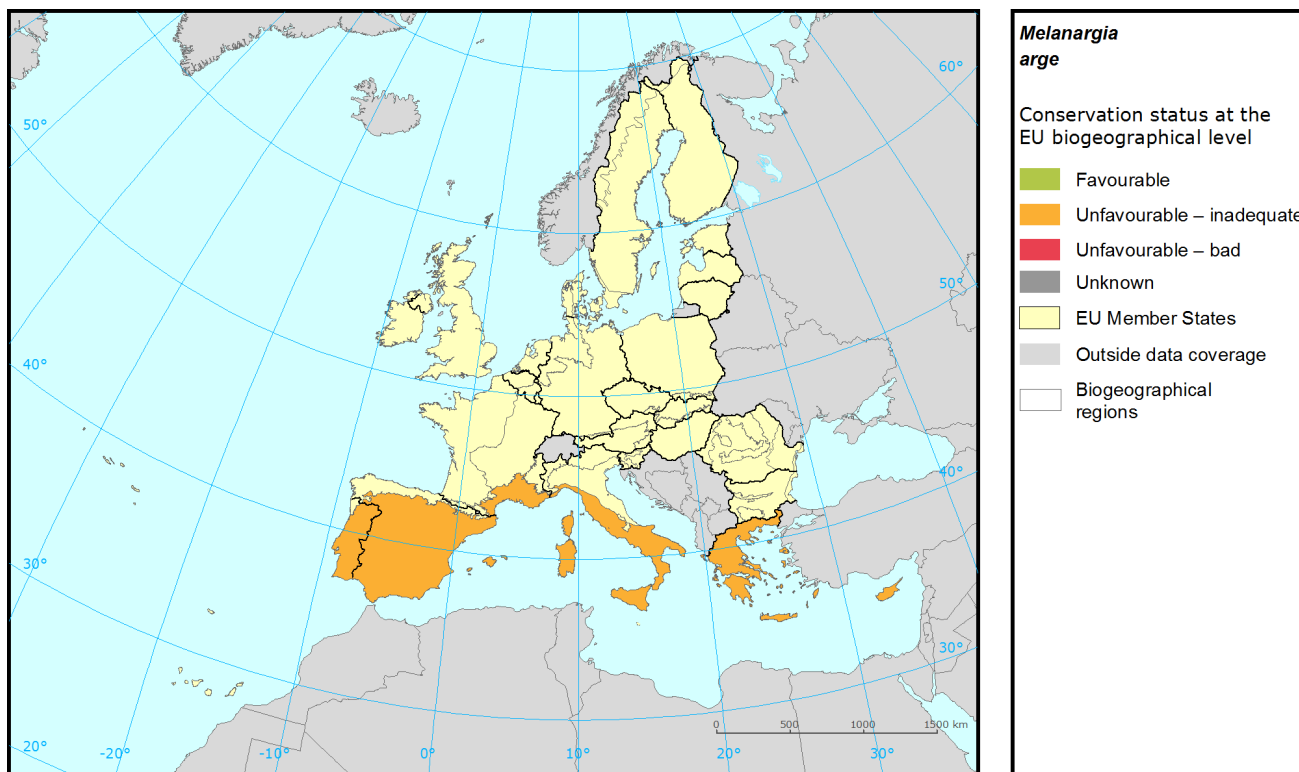 60°
50°
50°
40°
40°
30°
30°
0 500 1000 1500 km
20° -20° -10° 0° 10° 20° 30°
Melanargia
arge
Conservation status at the
EU biogeographical level
Favourable
Unfavourable – inadequate
Unfavourable – bad
Unknown
EU Member States
Outside data coverage
Biogeographical
regions